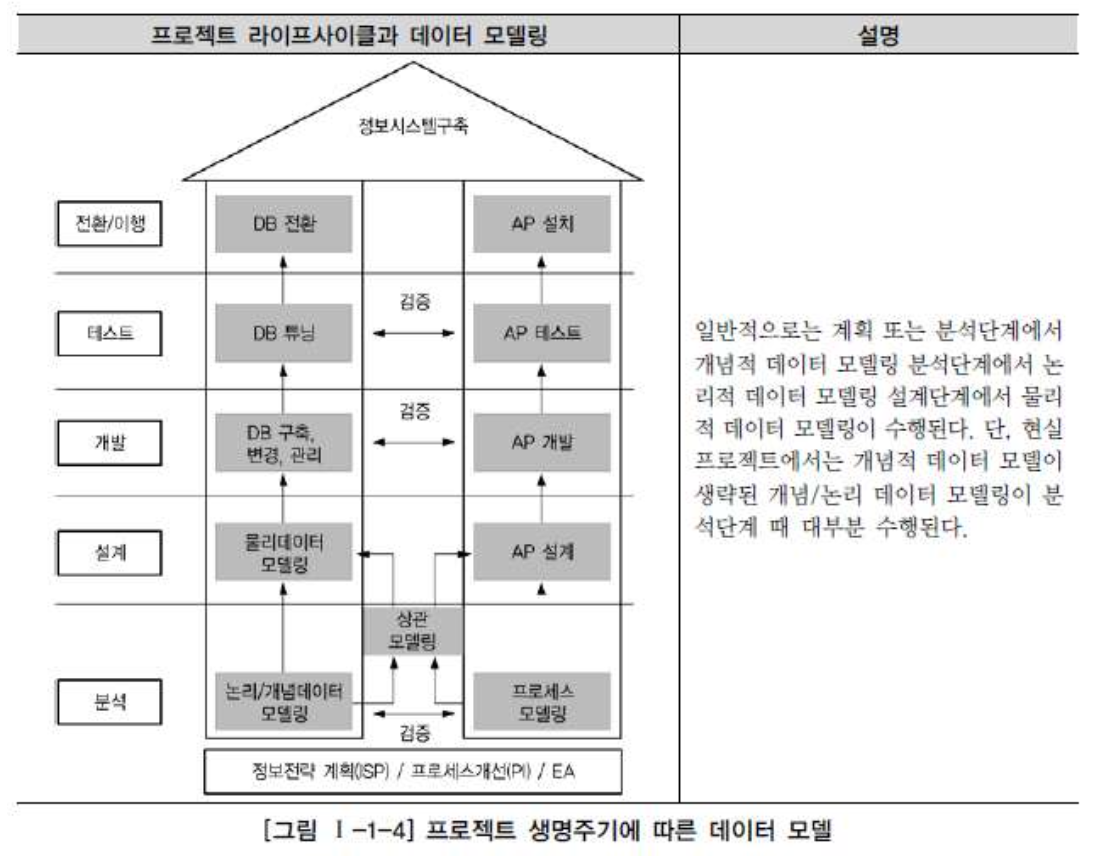 프로젝트 라이프사이클과 데이터 모델링
설명
정보시스템구축
전환/이행
DB 전환
AP 설치
테스트
DB 튜닝
검증
AP 테스트
개발
DB 구축,
변경, 관리
검증
AP 개발
설계
물리데이터
모델링
AP 설계
상관
모델링
분석
논리/개념데이터
모델링
검증
프로세스
모델링
정보전략 계획(ISP) / 프로세스개선(PI) / EA
일반적으로는 계획 또는 분석단계에서
개념적 데이터 모델링 분석단계에서 논
리적 데이터 모델링 설계단계에서 물리
적 데이터 모델링이 수행된다. 단, 현실
프로젝트에서는 개념적 데이터 모델이
생략된 개념/논리 데이터 모델링이 분
석단계 때 대부분 수행된다.
[그림 Ⅰ-1-4] 프로젝트 생명주기에 따른 데이터 모델